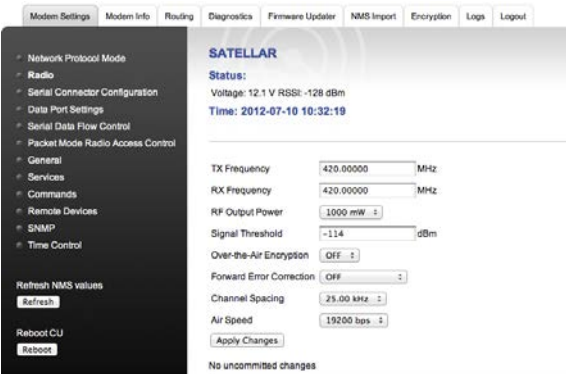 Modem Settings Modem Info Routing Diagnostics Firmware Updater NMS Import Encryption Logs Logout
Network Protocol Mode
Radio
Serial Connector Configuration
Data Port Settings
Serial Data Flow Control
Packet Mode Radio Access Control
General
Services
Commands
Remote Devices
SNMP
Time Control
Refresh NMS values
Refresh
Reboot CU
Reboot
SATELLAR
Status:
Voltage: 12.1 V RSSI: -128 dBm
Time: 2012-07-10 10:32:19
TX Frequency 420.00000 MHz
RX Frequency 420.00000 MHz
RF Output Power 1000 mW
Signal Threshold -114 dBm
Over-the-Air Encryption OFF
Forward Error Correction OFF
Channel Spacing 25.00 kHz
Air Speed 19200 bps
Apply Changes
No uncommitted changes